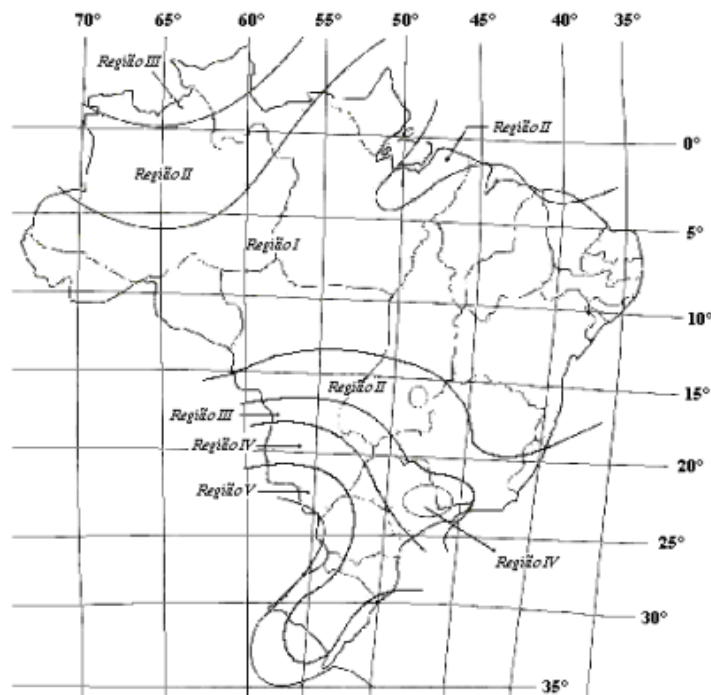 70° 65° 60° 55° 50° 45° 40° 35°
Região III
Região II
0°
Região II
5°
Região I
10°
Região II
15°
Região III
Região IV
20°
Região V
25°
Região IV
30°
35°